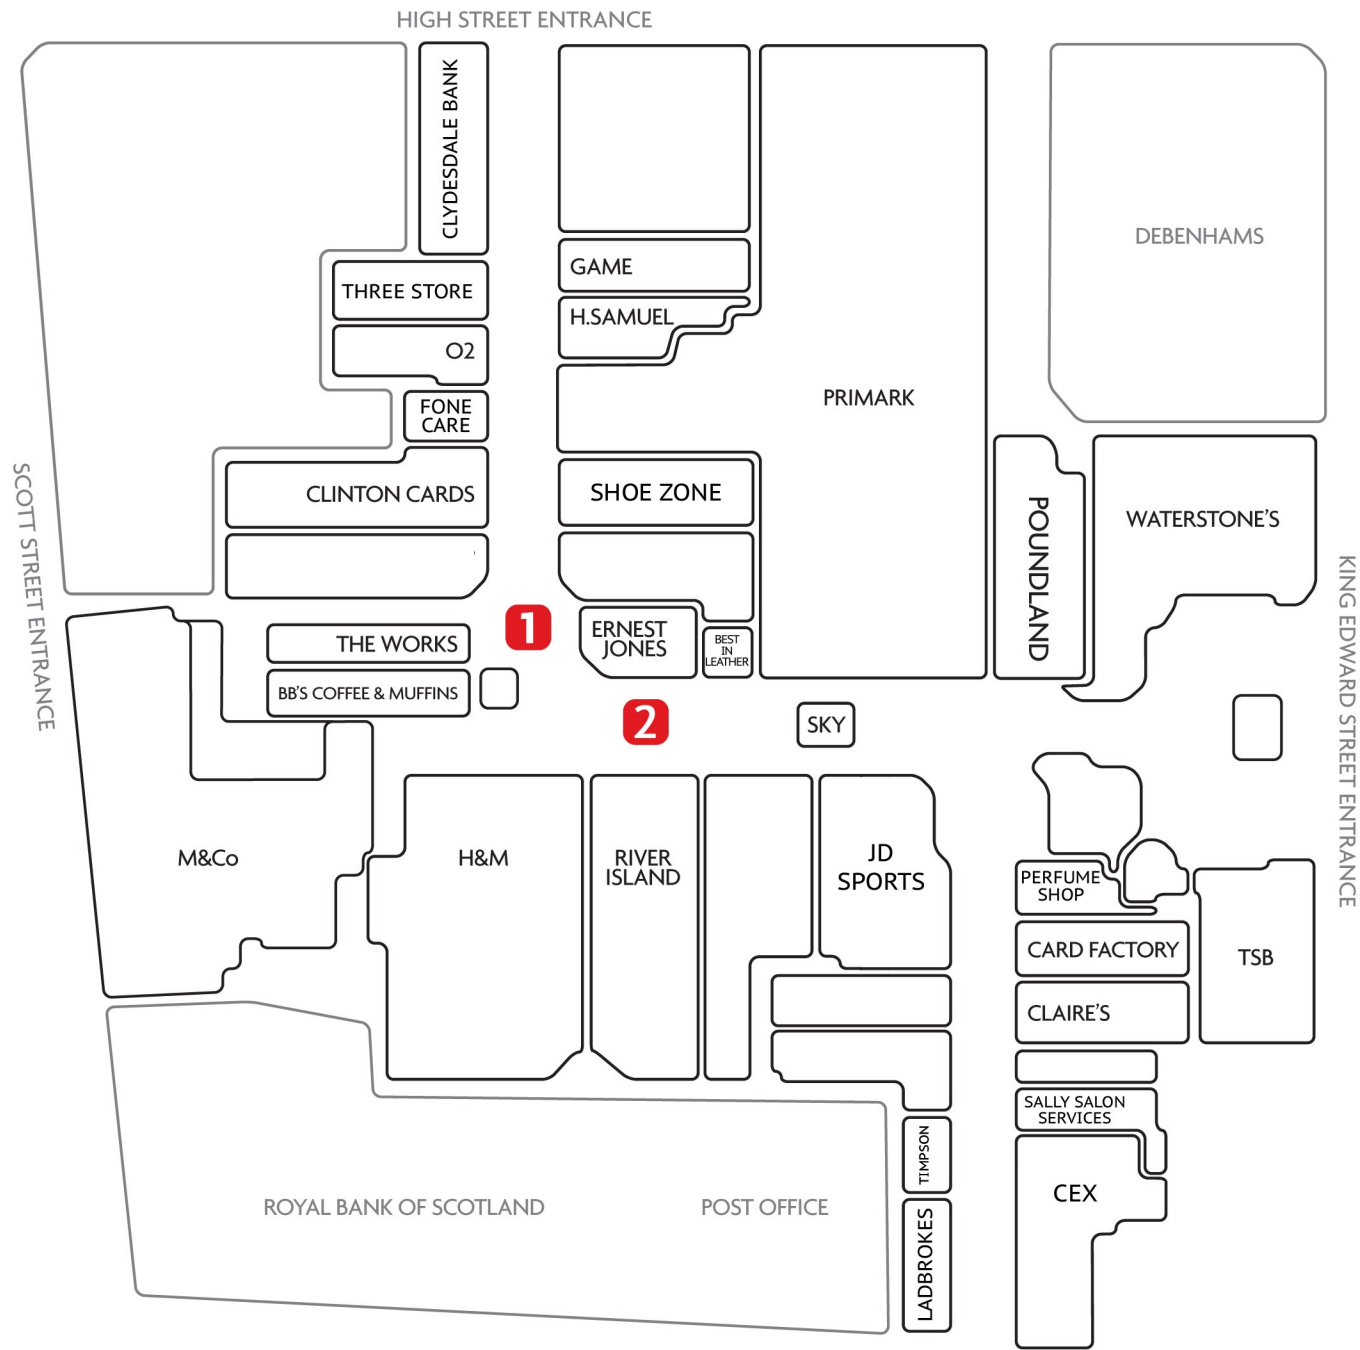 HIGH STREET ENTRANCE
CLYDESDALE BANK
GAME
DEBENHAMS
THREE STORE
H.SAMUEL
O2
PRIMARK
FONE
CARE
CLINTON CARDS
SHOE ZONE
POUNDLAND
WATERSTONE'S
SCOTT STREET ENTRANCE
KING EDWARD STREET ENTRANCE
1
THE WORKS
ERNEST
JONES
BEST
IN
LEATHER
BB'S COFFEE & MUFFINS
2
SKY
M&Co
H&M
RIVER
ISLAND
JD
SPORTS
PERFUME
SHOP
CARD FACTORY
TSB
CLAIRE'S
SALLY SALON
SERVICES
TIMPSON
CEX
ROYAL BANK OF SCOTLAND
POST OFFICE
LADBROKES